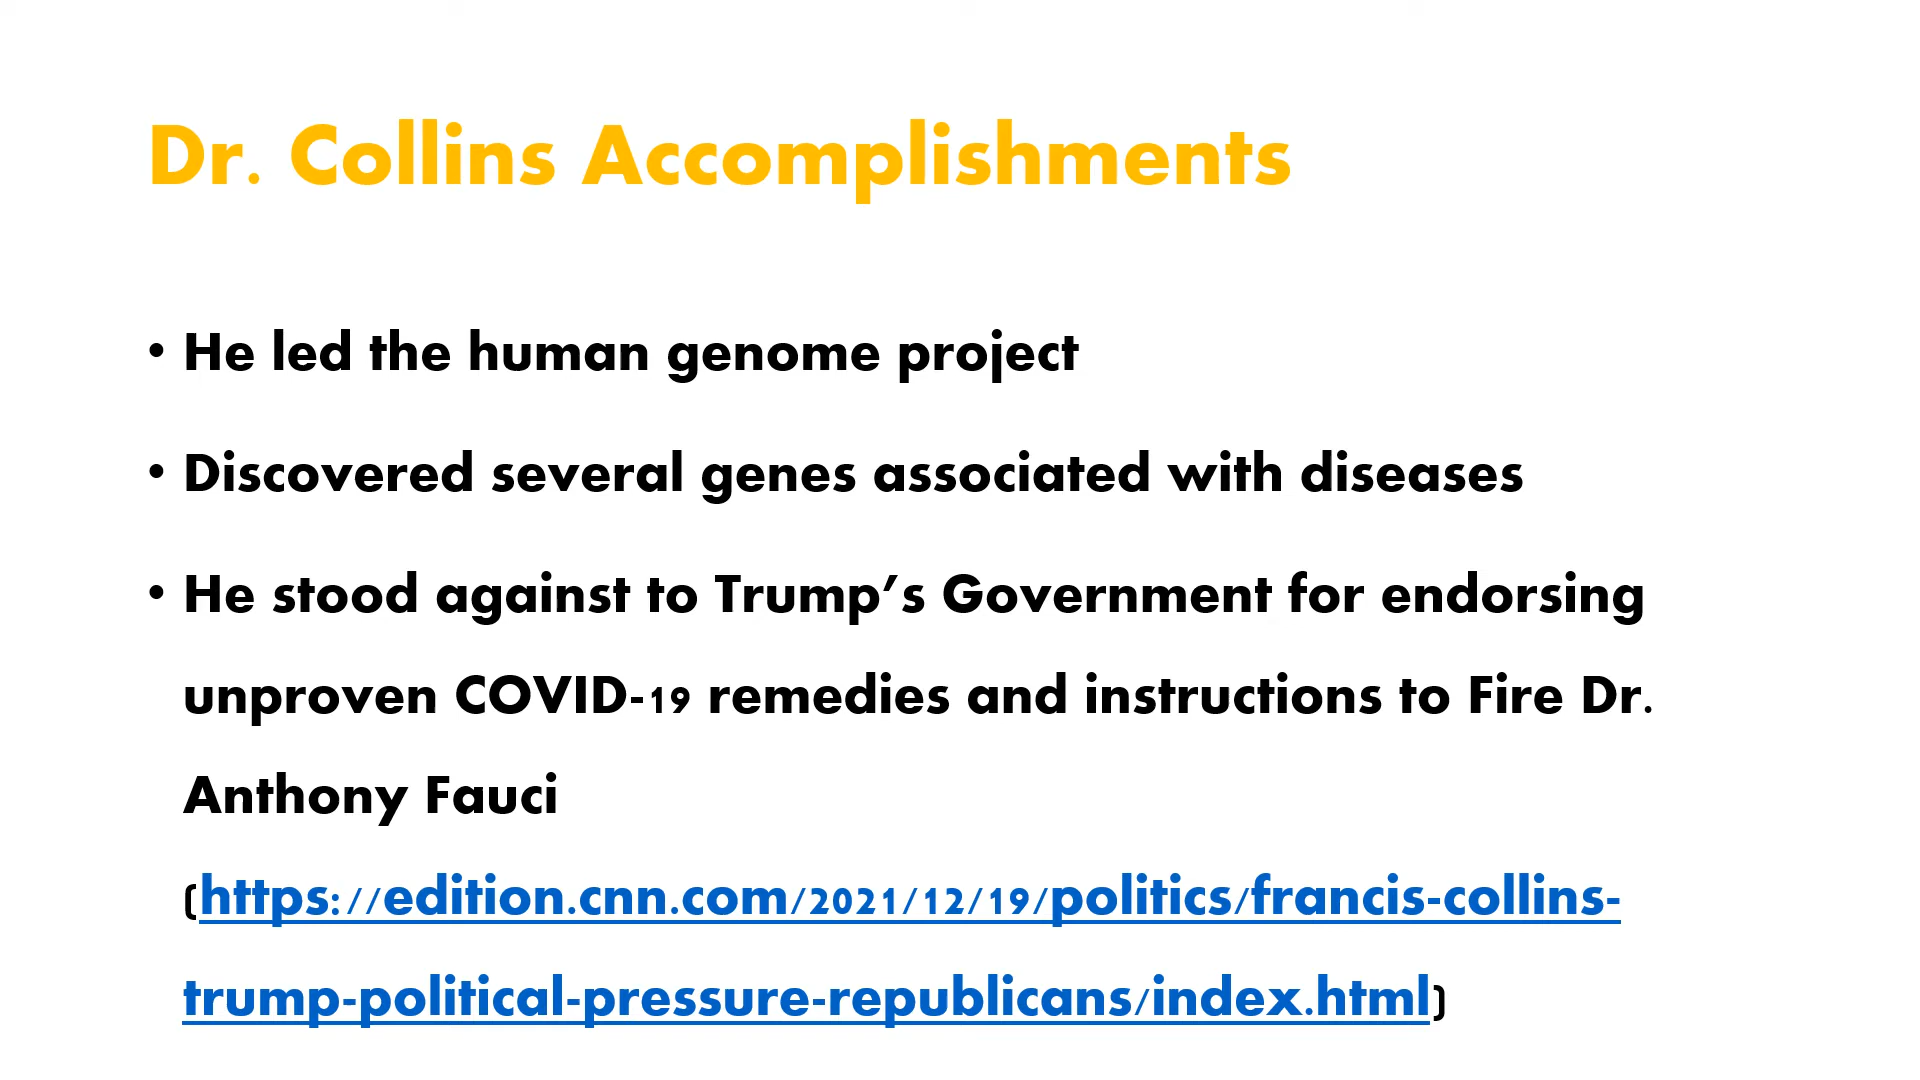 Dr. Collins Accomplishments
• He led the human genome project
• Discovered several genes associated with diseases
• He stood against to Trump’s Government for endorsing
unproven COVID-19 remedies and instructions to Fire Dr.
Anthony Fauci
(https://edition.cnn.com/2021/12/19/politics/francis-collins-
trump-political-pressure-republicans/index.html)